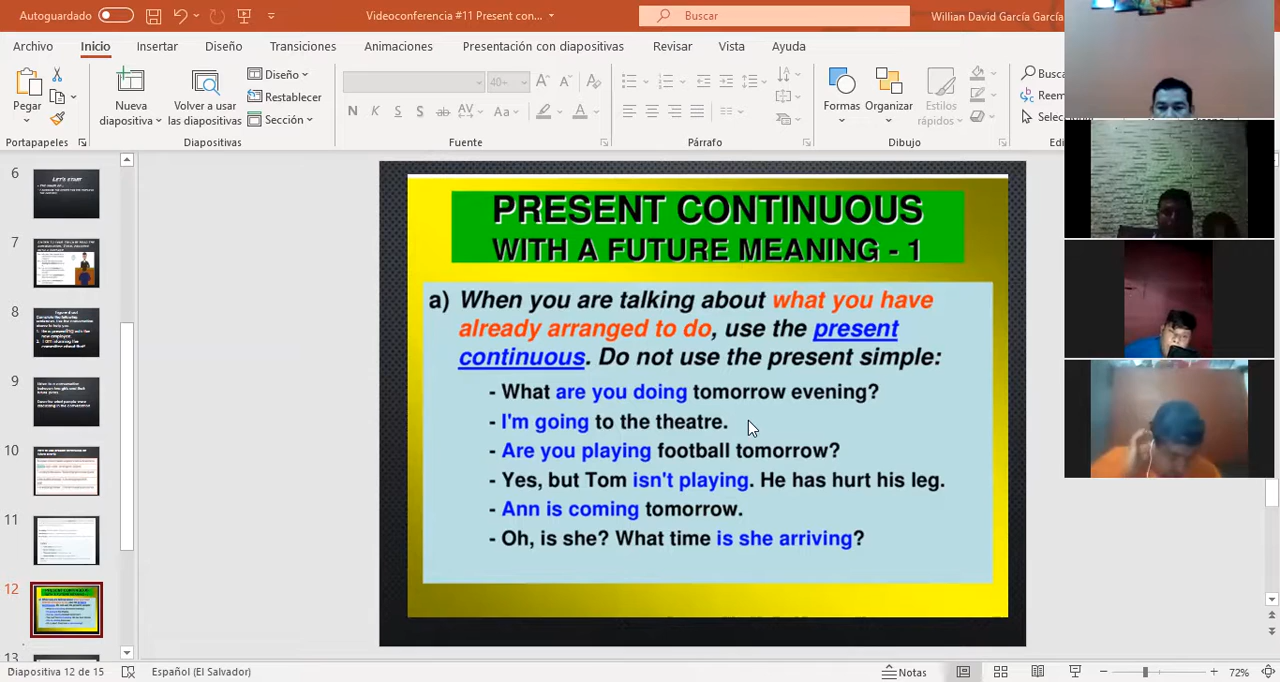 Autoguardado
Videoconferencia #11 Present con...
Buscar
Willian David García García
Archivo
Inicio
Insertar
Diseño
Transiciones
Animaciones
Presentación con diapositivas
Revisar
Vista
Ayuda
Pegar
Nueva
diapositiva
Volver a usar
las diapositivas
Diseño
Restablecer
Sección
40+
N K S S ab AV Aa A
Formas
Organizar
Estilos
rápidos
Portapapeles
Diapositivas
Fuente
Párrafo
Dibujo
6
LET'S START
7
8
9
10
11
12
13
PRESENT CONTINUOUS
WITH A FUTURE MEANING - 1
a) When you are talking about what you have
already arranged to do, use the present
continuous. Do not use the present simple:
- What are you doing tomorrow evening?
- I'm going to the theatre.
- Are you playing football tomorrow?
- Yes, but Tom isn't playing. He has hurt his leg.
- Ann is coming tomorrow.
- Oh, is she? What time is she arriving?
Diapositiva 12 de 15
Español (El Salvador)
Notas
72%